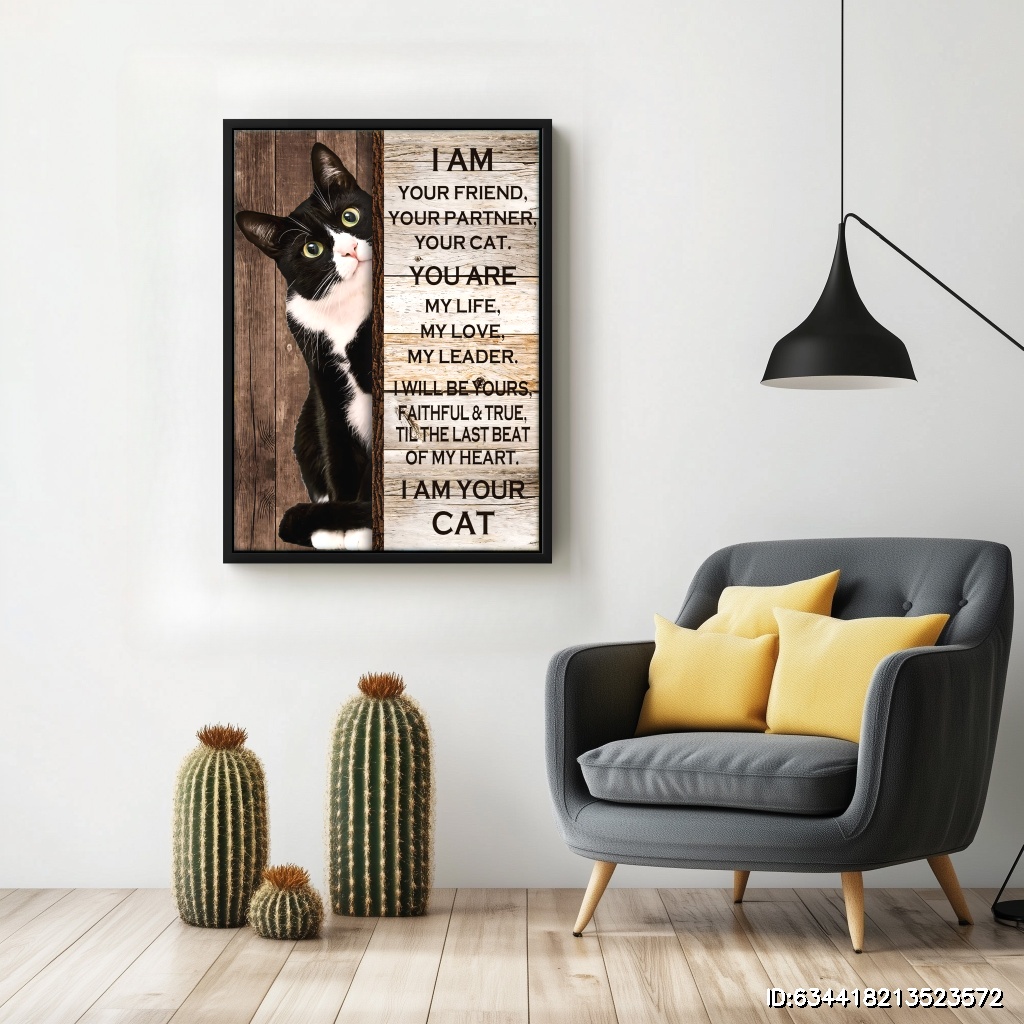 I AM
YOUR FRIEND,
YOUR PARTNER,
YOUR CAT.
YOU ARE
MY LIFE,
MY LOVE,
MY LEADER.
I WILL BE YOURS,
FAITHFUL & TRUE,
TIL THE LAST BEAT
OF MY HEART.
I AM YOUR
CAT
ID:634418213523572